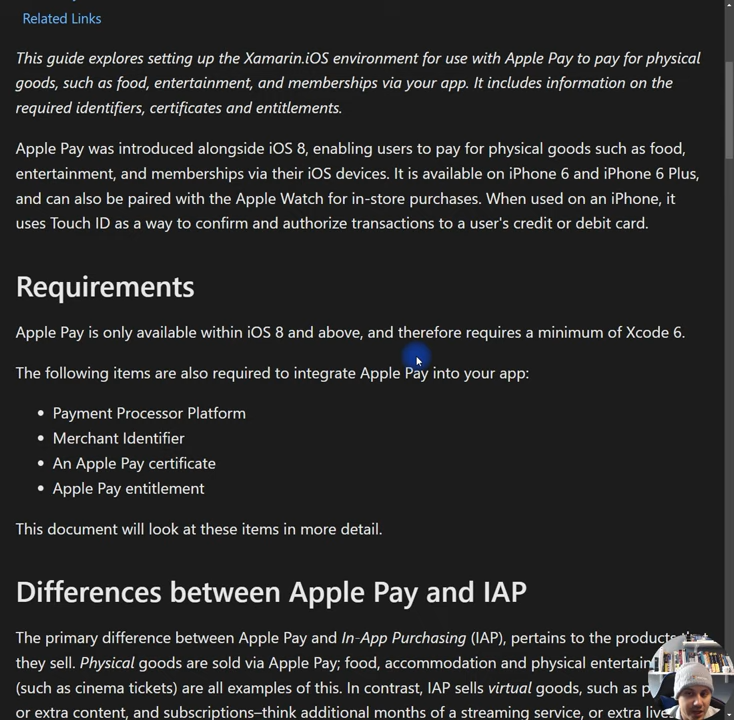 Related Links
This guide explores setting up the Xamarin.iOS environment for use with Apple Pay to pay for physical
goods, such as food, entertainment, and memberships via your app. It includes information on the
required identifiers, certificates and entitlements.
Apple Pay was introduced alongside iOS 8, enabling users to pay for physical goods such as food,
entertainment, and memberships via their iOS devices. It is available on iPhone 6 and iPhone 6 Plus,
and can also be paired with the Apple Watch for in-store purchases. When used on an iPhone, it
uses Touch ID as a way to confirm and authorize transactions to a user's credit or debit card.
Requirements
Apple Pay is only available within iOS 8 and above, and therefore requires a minimum of Xcode 6.
The following items are also required to integrate Apple Pay into your app:
• Payment Processor Platform
• Merchant Identifier
• An Apple Pay certificate
• Apple Pay entitlement
This document will look at these items in more detail.
Differences between Apple Pay and IAP
The primary difference between Apple Pay and In-App Purchasing (IAP), pertains to the products
they sell. Physical goods are sold via Apple Pay; food, accommodation and physical
(such as cinema tickets) are all examples of this. In contrast, IAP sells virtual goods, such as
or extra content, and subscriptions–think additional months of a streaming service, or extra